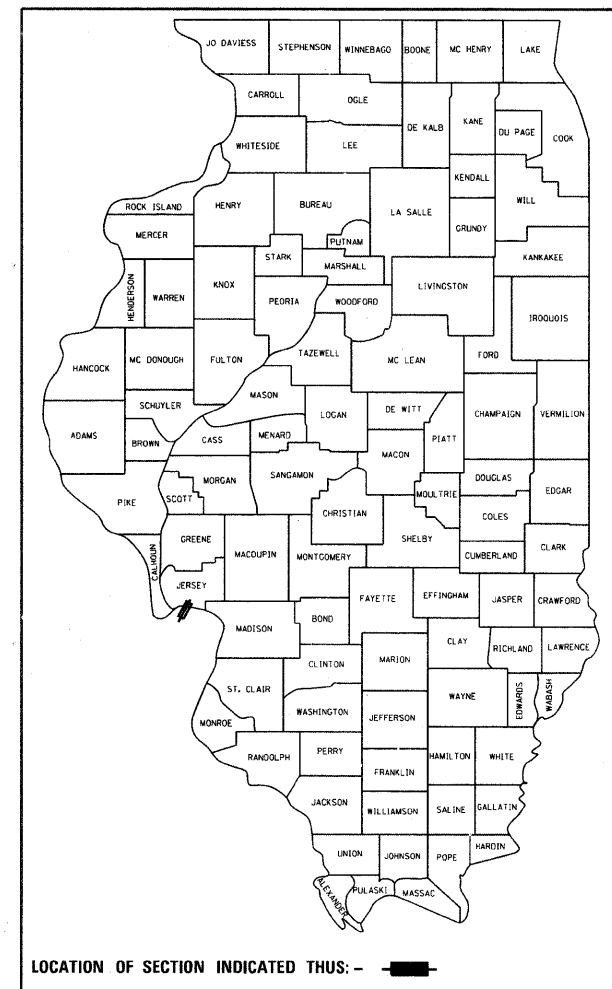 JO DAVIESS STEPHENSON WINNEBAGO BOONE MC HENRY LAKE
CARROLL OGLE DE KALB KANE DU PAGE COOK
WHITESIDE LEE KENDALL WILL
ROCK ISLAND HENRY BUREAU LA SALLE GRUNDY
MERCER PUTNAM KANKAKEE
STARK MARSHALL
HENDERSON WARREN KNOX PEORIA WOODFORD LIVINGSTON IROQUOIS
HANCOCK MC DONOUGH FULTON TAZEWELL MC LEAN FORD
SCHUYLER MASON LOGAN DE WITT CHAMPAIGN VERMILION
ADAMS BROWN CASS MENARD MACON PIATT
MORGAN SANGAMON DOUGLAS EDGAR
PIKE SCOTT CHRISTIAN MOULTRIE COLES
CALHOUN GREENE MACOUPIN MONTGOMERY SHELBY CUMBERLAND CLARK
JERSEY FAYETTE EFFINGHAM JASPER CRAWFORD
MADISON BOND CLAY RICHLAND LAWRENCE
CLINTON MARION
ST. CLAIR WAYNE EDWARDS WABASH
MONROE WASHINGTON JEFFERSON
RANDOLPH PERRY HAMILTON WHITE
FRANKLIN
JACKSON WILLIAMSON SALINE GALLATIN
UNION JOHNSON POPE HARDIN
ALEXANDER PULASKI MASSAC
LOCATION OF SECTION INDICATED THUS: -